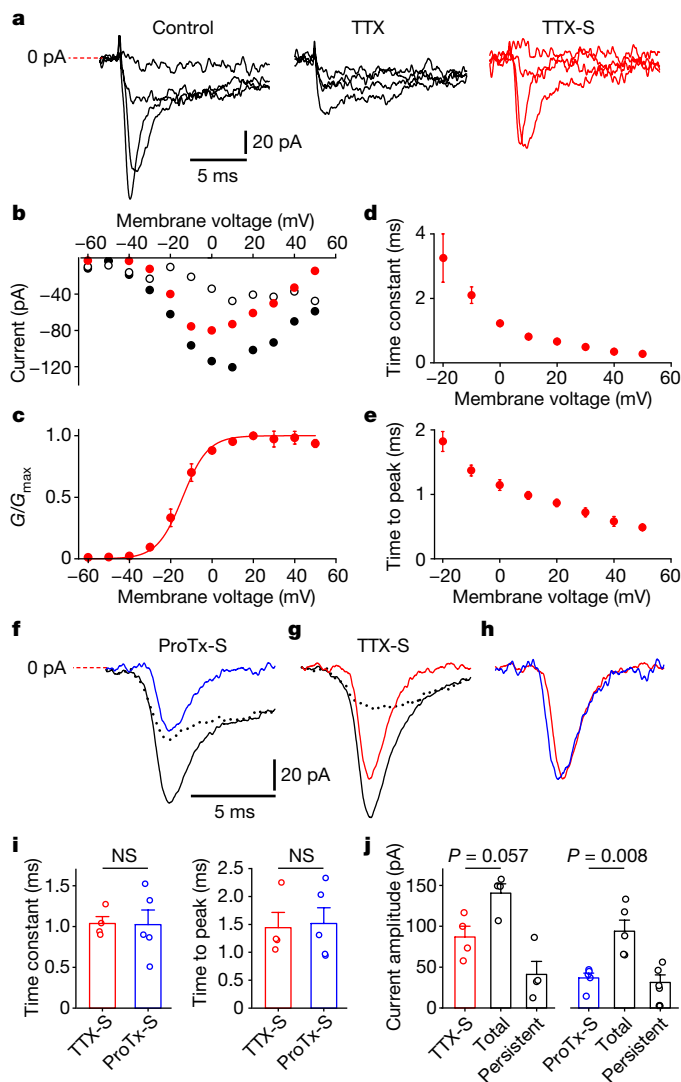 a
Control
TTX
TTX-S
0 pA
20 pA
5 ms
b
Membrane voltage (mV)
−60 −40 −20 0 20 40 60
Current (pA)
−40
−80
−120
d
Time constant (ms)
4
2
0
−20 0 20 40 60
Membrane voltage (mV)
c
G/Gmax
1.0
0.5
0
−60 −40 −20 0 20 40 60
Membrane voltage (mV)
e
Time to peak (ms)
2
1
0
−20 0 20 40 60
Membrane voltage (mV)
f
ProTx-S
g
TTX-S
h
0 pA
20 pA
5 ms
i
NS
Time constant (ms)
1.5
1.0
0.5
0
TTX-S
ProTx-S
NS
Time to peak (ms)
2.5
2.0
1.5
1.0
0.5
0
TTX-S
ProTx-S
j
P = 0.057
P = 0.008
Current amplitude (pA)
150
100
50
0
TTX-S
Total
Persistent
ProTx-S
Total
Persistent